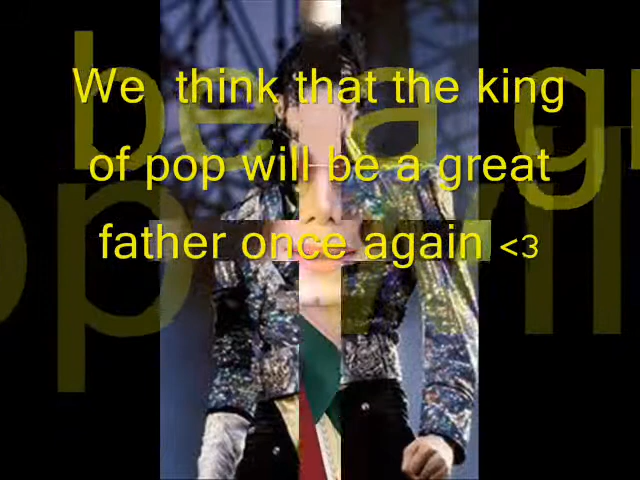 We think that the king
of pop will be a great
father once again <3